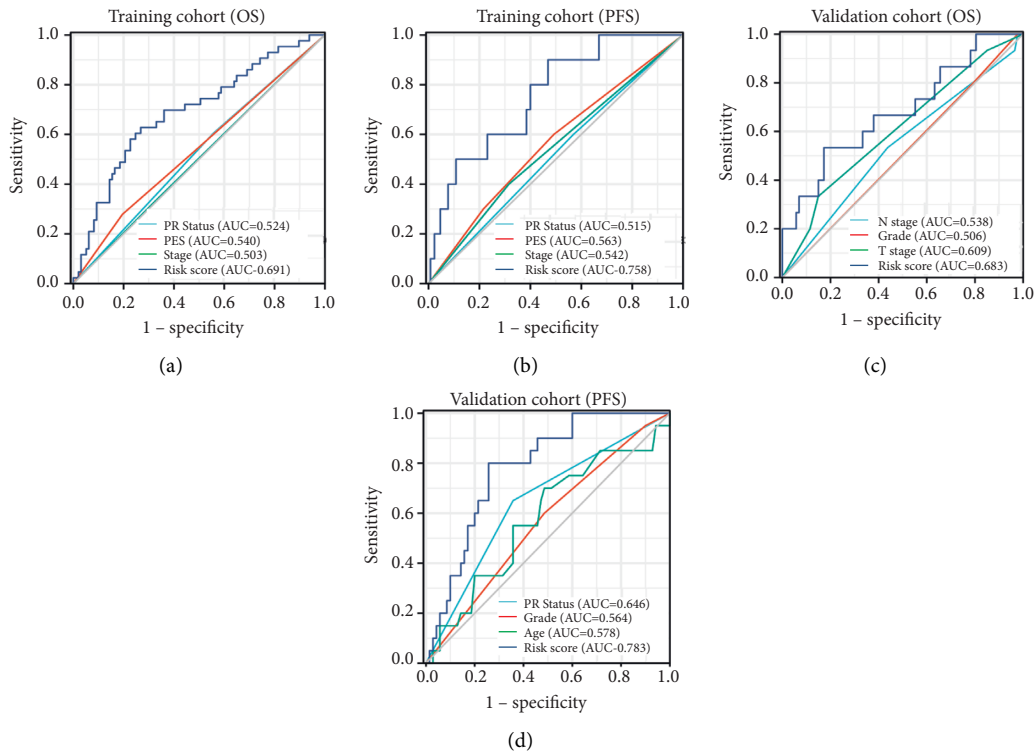 Training cohort (OS)
1.0
0.8
0.6
0.4
0.2
0.0
Sensitivity
PR Status (AUC=0.524)
PES (AUC=0.540)
Stage (AUC=0.503)
Risk score (AUC-0.691)
0.0 0.2 0.4 0.6 0.8 1.0
1 – specificity
(a)
Training cohort (PFS)
1.0
0.8
0.6
0.4
0.2
0.0
Sensitivity
PR Status (AUC=0.515)
PES (AUC=0.563)
Stage (AUC=0.542)
Risk score (AUC-0.758)
0.0 0.2 0.4 0.6 0.8 1.0
1 – specificity
(b)
Validation cohort (OS)
1.0
0.8
0.6
0.4
0.2
0.0
Sensitivity
N stage (AUC=0.538)
Grade (AUC=0.506)
T stage (AUC=0.609)
Risk score (AUC=0.683)
0.0 0.2 0.4 0.6 0.8 1.0
1 – specificity
(c)
Validation cohort (PFS)
1.0
0.8
0.6
0.4
0.2
0.0
Sensitivity
PR Status (AUC=0.646)
Grade (AUC=0.564)
Age (AUC=0.578)
Risk score (AUC-0.783)
0.0 0.2 0.4 0.6 0.8 1.0
1 – specificity
(d)